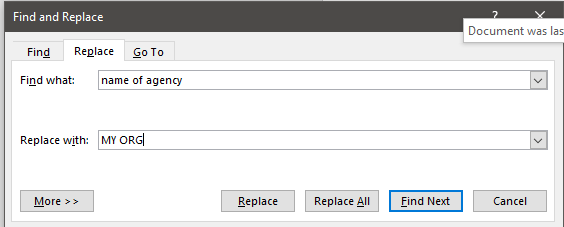 Find and Replace ?
Document was las
Find Replace Go To
Find what: name of agency
Replace with: MY ORG
More >> Replace Replace All Find Next Cancel